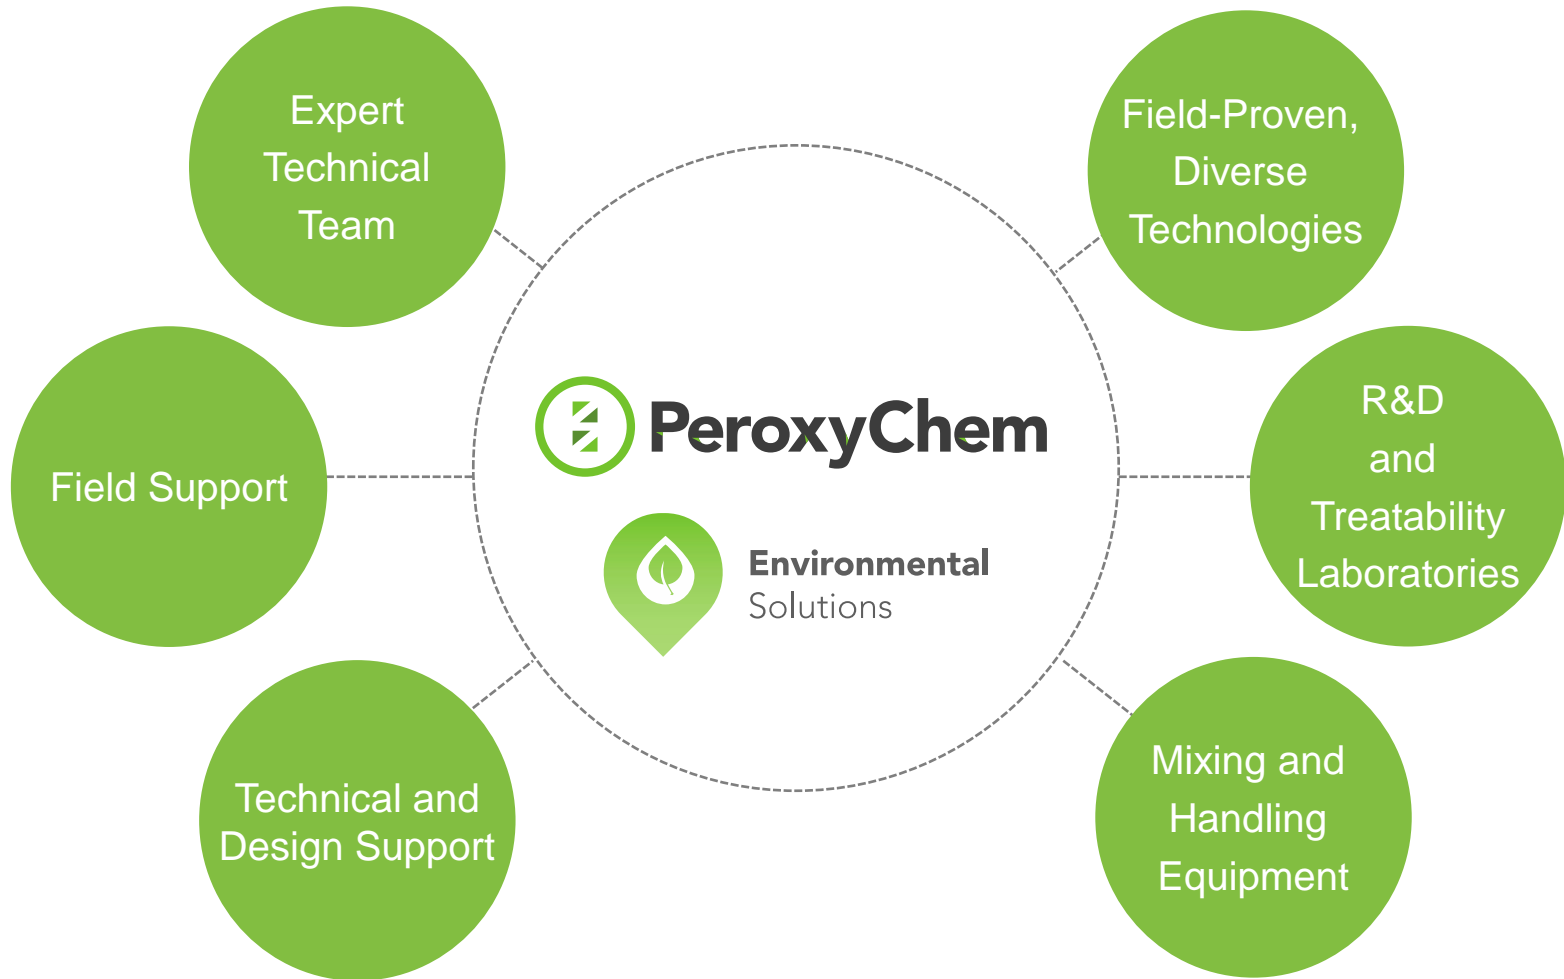 Expert
Technical
Team
Field-Proven,
Diverse
Technologies
Field Support
PeroxyChem
Environmental
Solutions
R&D
and
Treatability
Laboratories
Technical and
Design Support
Mixing and
Handling
Equipment